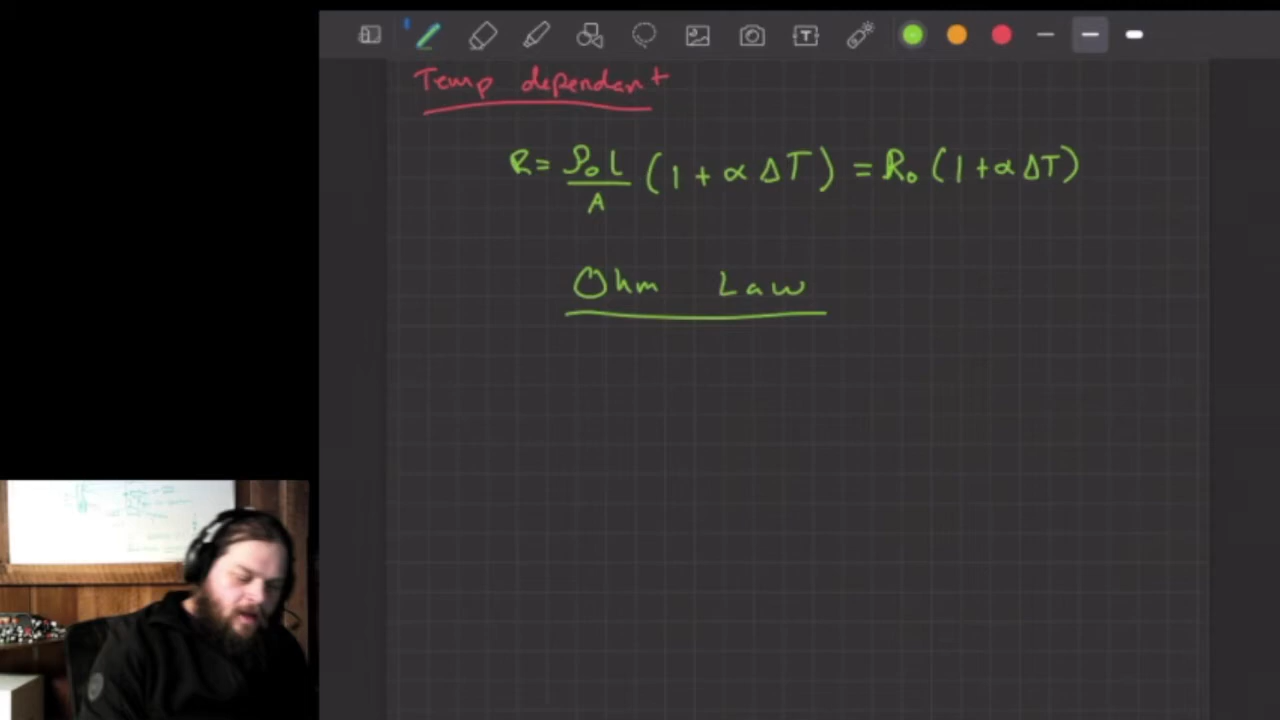 Temp dependant
R = ρ₀L/A (1 + α ΔT) = R₀ (1 + α ΔT)
Ohm Law